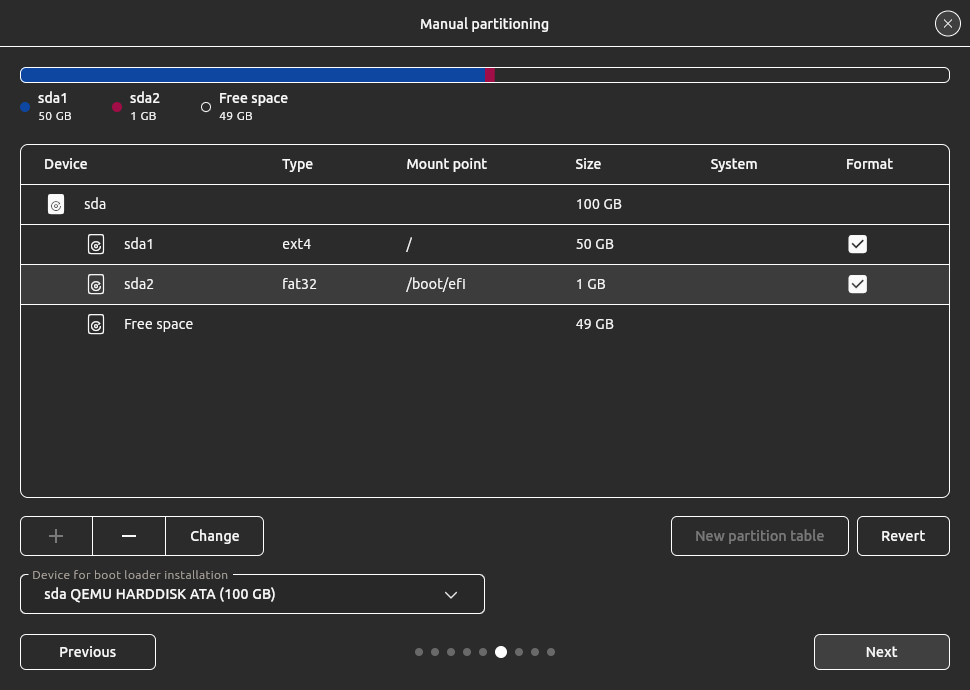 Manual partitioning
sda1 sda2 Free space
50 GB 1 GB 49 GB
Device Type Mount point Size System Format
sda 100 GB
sda1 ext4 / 50 GB
sda2 fat32 /boot/efi 1 GB
Free space 49 GB
Change New partition table Revert
Device for boot loader installation
sda QEMU HARDDISK ATA (100 GB)
Previous Next